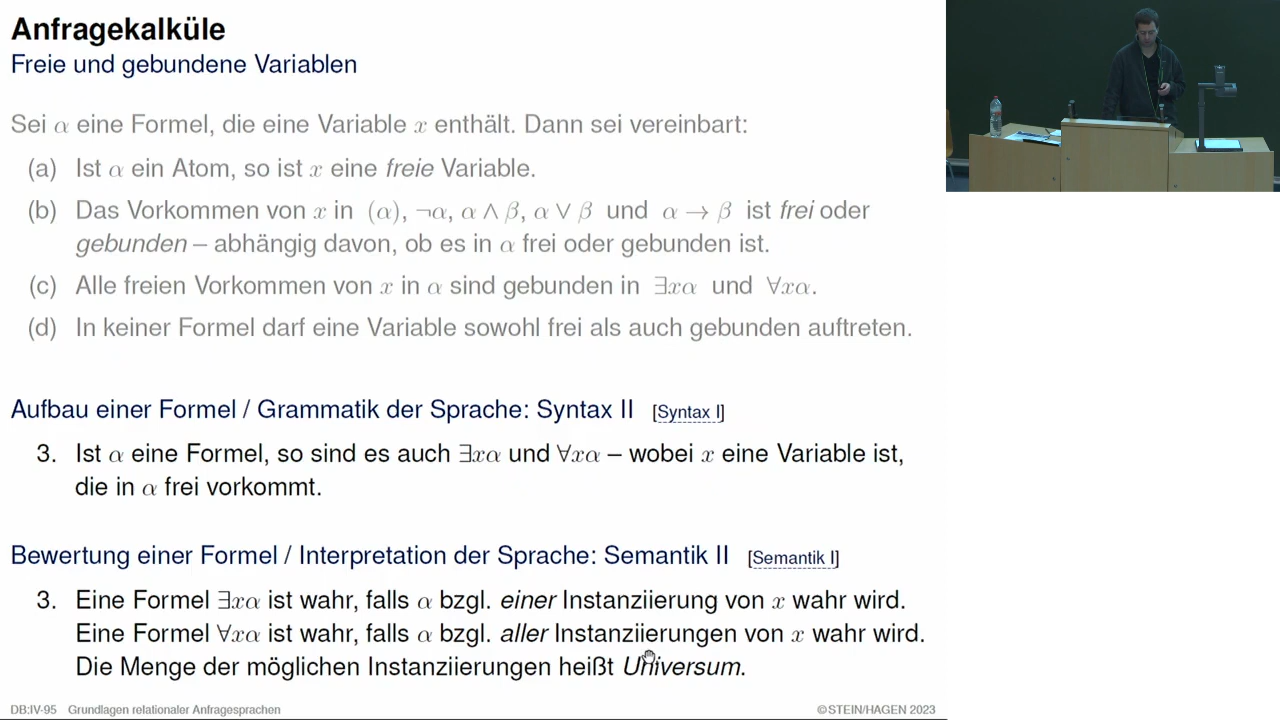 Anfragekalküle
Freie und gebundene Variablen
Sei α eine Formel, die eine Variable x enthält. Dann sei vereinbart:
(a) Ist α ein Atom, so ist x eine freie Variable.
(b) Das Vorkommen von x in (α), ¬α, α ∧ β, α ∨ β und α → β ist frei oder
gebunden – abhängig davon, ob es in α frei oder gebunden ist.
(c) Alle freien Vorkommen von x in α sind gebunden in ∃xα und ∀xα.
(d) In keiner Formel darf eine Variable sowohl frei als auch gebunden auftreten.
Aufbau einer Formel / Grammatik der Sprache: Syntax II [Syntax I]
3. Ist α eine Formel, so sind es auch ∃xα und ∀xα – wobei x eine Variable ist,
die in α frei vorkommt.
Bewertung einer Formel / Interpretation der Sprache: Semantik II [Semantik I]
3. Eine Formel ∃xα ist wahr, falls α bzgl. einer Instanziierung von x wahr wird.
Eine Formel ∀xα ist wahr, falls α bzgl. aller Instanziierungen von x wahr wird.
Die Menge der möglichen Instanziierungen heißt Universum.
DB:IV-95 Grundlagen relationaler Anfragesprachen ©STEIN/HAGEN 2023